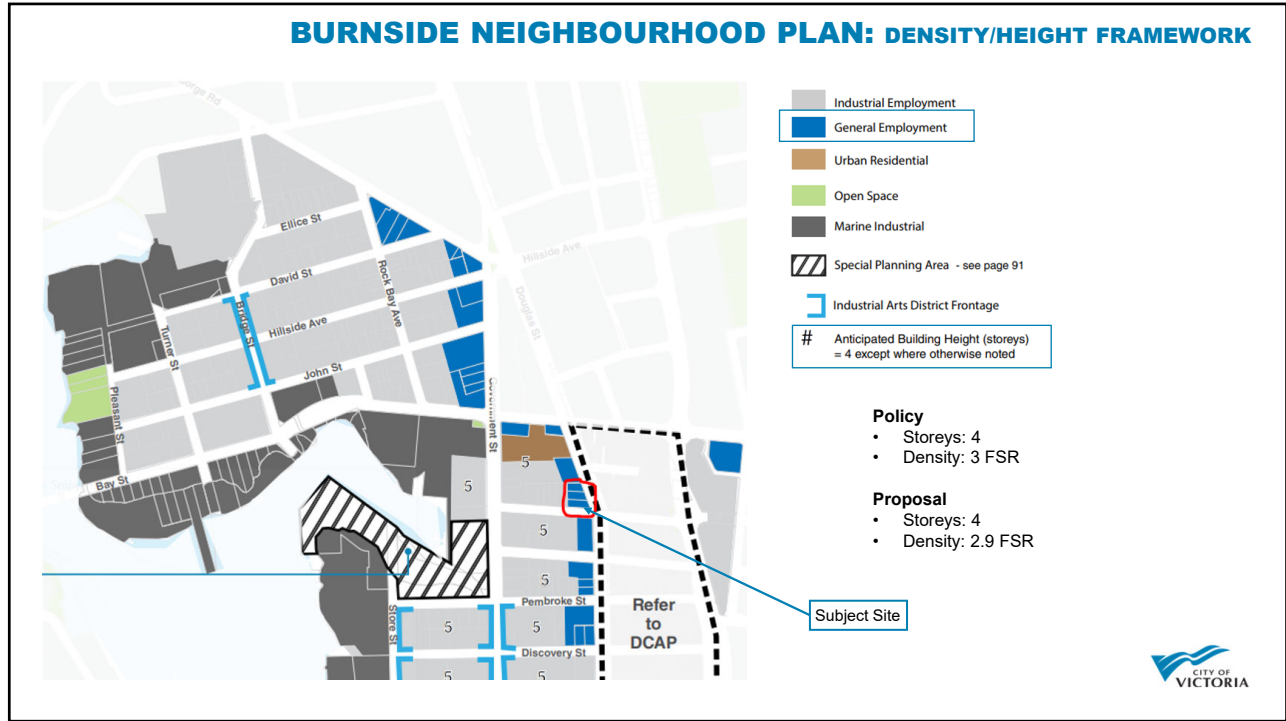 BURNSIDE NEIGHBOURHOOD PLAN: DENSITY/HEIGHT FRAMEWORK
Industrial Employment
General Employment
Urban Residential
Open Space
Marine Industrial
Special Planning Area - see page 91
Industrial Arts District Frontage
# Anticipated Building Height (storeys)
= 4 except where otherwise noted
Policy
• Storeys: 4
• Density: 3 FSR
Proposal
• Storeys: 4
• Density: 2.9 FSR
Subject Site
Ellice St
David St
Hillside Ave
Hillside Ave
Rock Bay Ave
Bridge St
Turner St
Pleasant St
John St
Douglas St
Government St
Bay St
5
5
5
5
Pembroke St
Store St
5
5
Discovery St
5
5
Refer
to
DCAP
CITY OF
VICTORIA